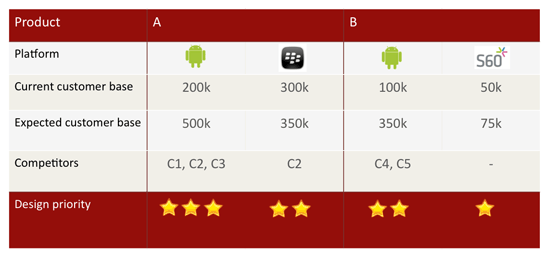 Product A B
Platform S60
Current customer base 200k 300k 100k 50k
Expected customer base 500k 350k 350k 75k
Competitors C1, C2, C3 C2 C4, C5 -
Design priority